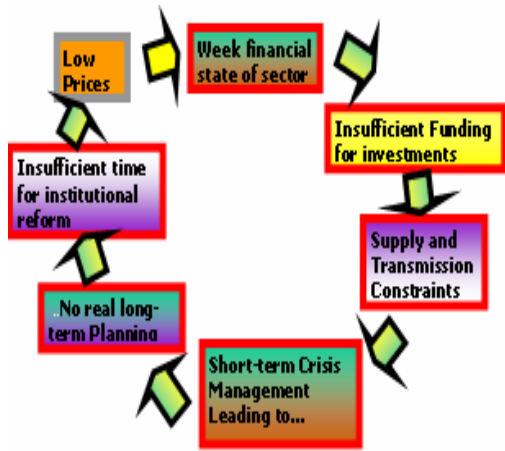 Low
Prices
Week financial
state of sector
Insufficient Funding
for investments
Supply and
Transmission
Constraints
Short-term Crisis
Management
Leading to...
..No real long-
term Planning
Insufficient time
for institutional
reform